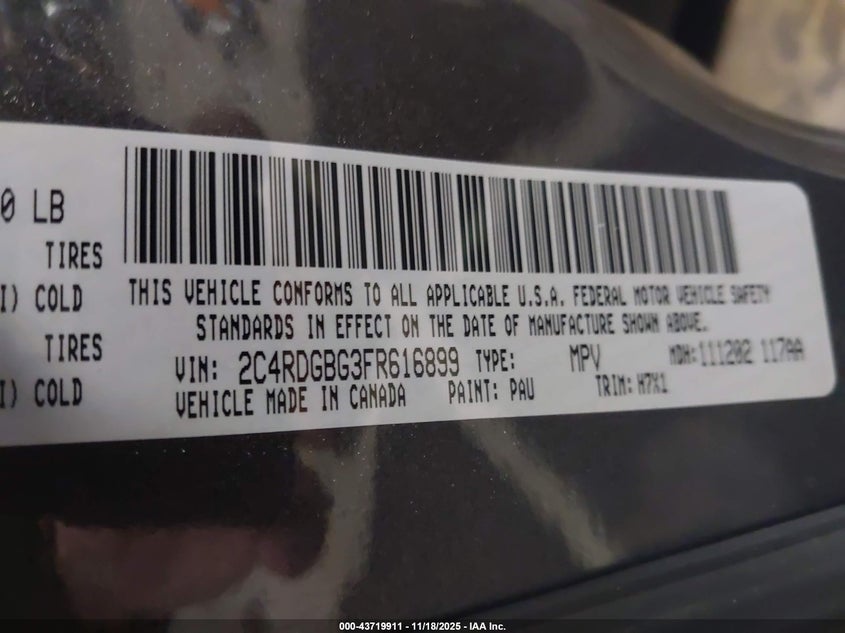 0 LB
TIRES
I) COLD
TIRES
I) COLD
THIS VEHICLE CONFORMS TO ALL APPLICABLE U.S.A. FEDERAL MOTOR VEHICLE SAFETY
STANDARDS IN EFFECT ON THE DATE OF MANUFACTURE SHOWN ABOVE.
VIN: 2C4RDGBG3FR616899 TYPE: MPV MDH:111202 117AA
VEHICLE MADE IN CANADA PAINT: PAU TRIM: H7X1
000-43719911 - 11/18/2025 - IAA Inc.